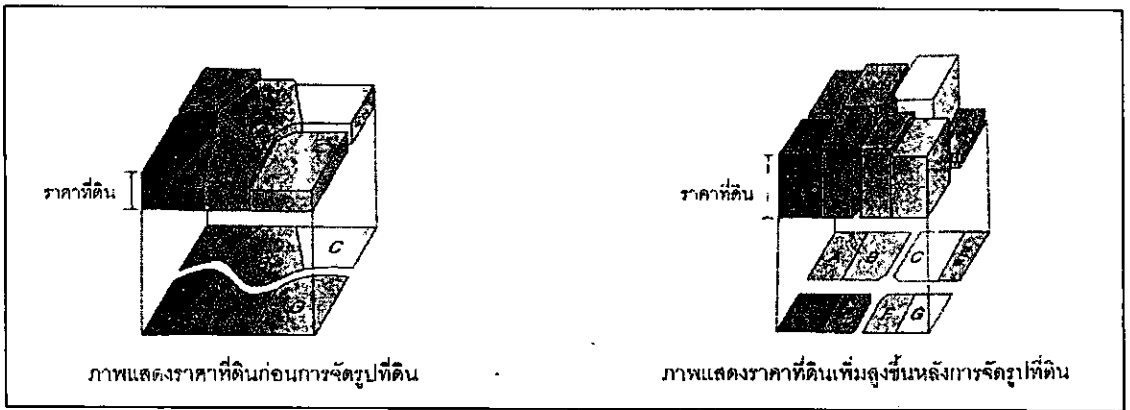 ราคาที่ดิน
C
G
ภาพแสดงราคาที่ดินก่อนการจัดรูปที่ดิน
ราคาที่ดิน
C
G
ภาพแสดงราคาที่ดินเพิ่มสูงขึ้นหลังการจัดรูปที่ดิน